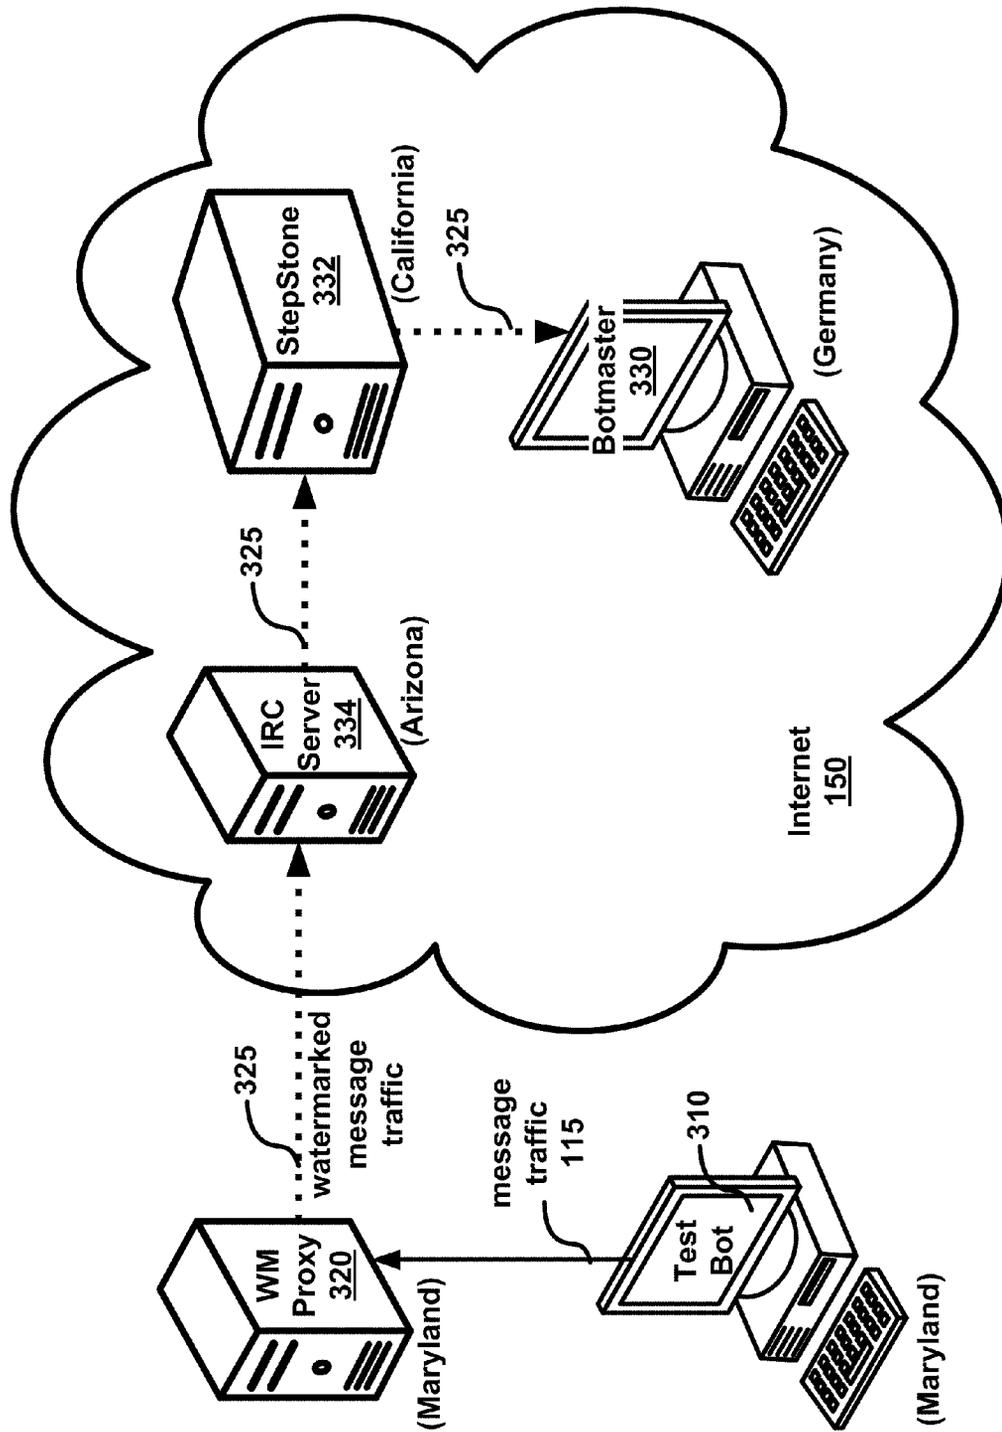 WM
Proxy
320
(Maryland)
325
watermarked
message
traffic
message
traffic
115
Test
Bot
310
(Maryland)
IRC
Server
334
(Arizona)
325
StepStone
332
(California)
325
Botmaster
330
(Germany)
Internet
150